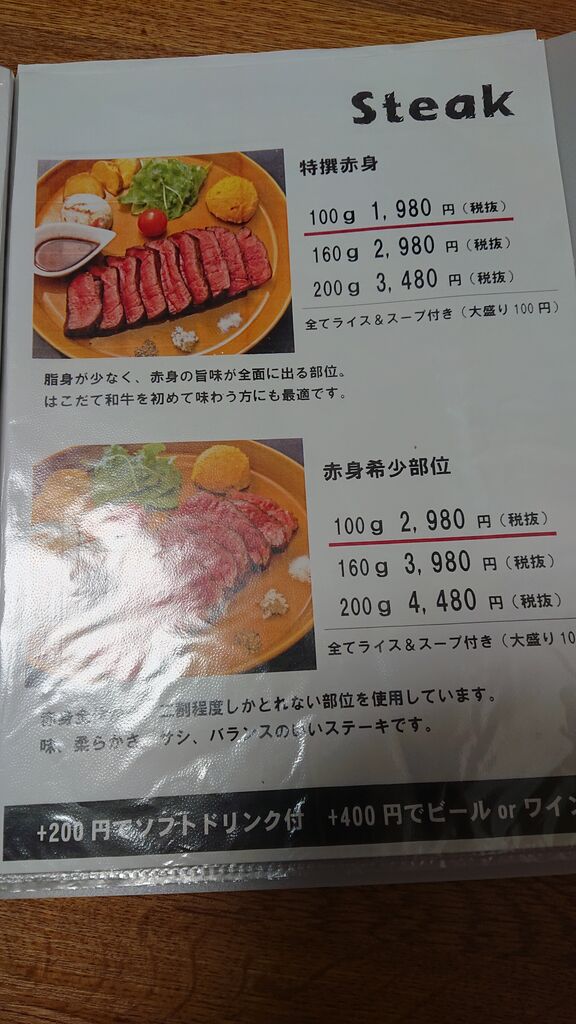 Steak
特撰赤身
100g 1,980 円(税抜)
160g 2,980 円(税抜)
200g 3,480 円(税抜)
全てライス&スープ付き(大盛り100円)
脂身が少なく、赤身の旨味が全面に出る部位。
はこだて和牛を初めて味わう方にも最適です。
赤身希少部位
100g 2,980 円(税抜)
160g 3,980 円(税抜)
200g 4,480 円(税抜)
全てライス&スープ付き(大盛り10
二割程度しかとれない部位を使用しています。
味、柔らかさ、サシ、バランスのいいステーキです。
+200円でソフトドリンク付 +400円でビール or ワイン